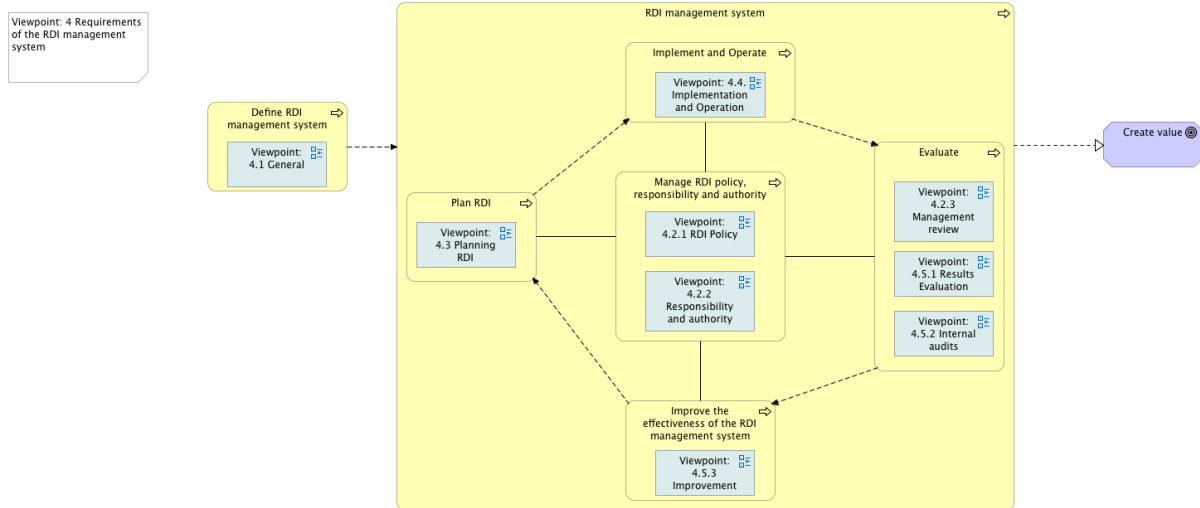 Viewpoint: 4 Requirements
of the RDI management
system
RDI management system
Implement and Operate
Viewpoint: 4.4.
Implementation
and Operation
Define RDI
management system
Viewpoint:
4.1 General
Create value
Evaluate
Viewpoint:
4.2.3
Management
review
Viewpoint:
4.5.1 Results
Evaluation
Viewpoint:
4.5.2 Internal
audits
Manage RDI policy,
responsibility and authority
Viewpoint:
4.2.1 RDI Policy
Viewpoint:
4.2.2
Responsibility
and authority
Plan RDI
Viewpoint:
4.3 Planning
RDI
Improve the
effectiveness of the RDI
management system
Viewpoint:
4.5.3
Improvement